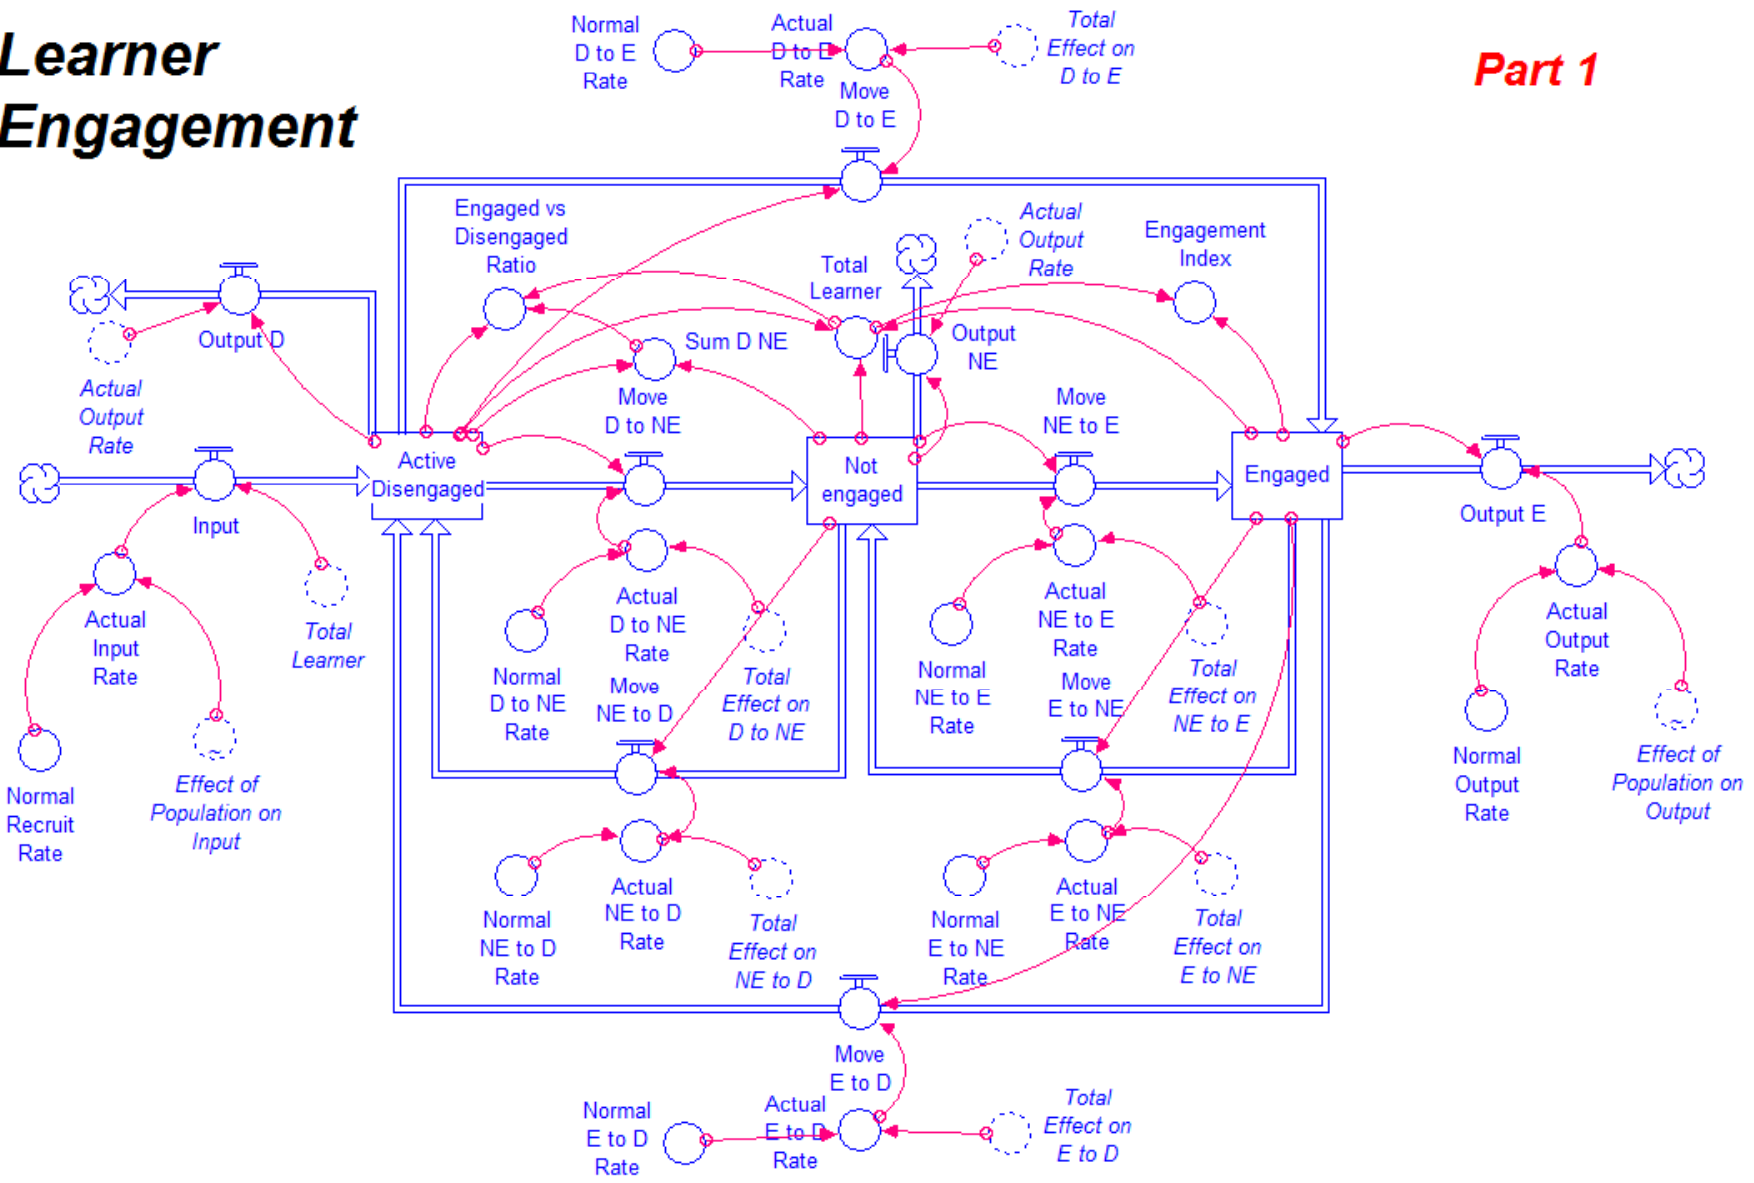 Learner
Engagement
Part 1
Normal
D to E
Rate
Actual
D to E
Rate
Total
Effect on
D to E
Move
D to E
Engaged vs
Disengaged
Ratio
Actual
Output
Rate
Engagement
Index
Total
Learner
Output D
Sum D NE
Output
NE
Actual
Output
Rate
Move
D to NE
Move
NE to E
Active
Disengaged
Not
engaged
Engaged
Input
Output E
Actual
Input
Rate
Total
Learner
Actual
D to NE
Rate
Normal
D to NE
Rate
Total
Effect on
D to NE
Move
NE to D
Actual
NE to E
Rate
Normal
NE to E
Rate
Total
Effect on
NE to E
Move
E to NE
Actual
Output
Rate
Normal
Recruit
Rate
Effect of
Population on
Input
Normal
Output
Rate
Effect of
Population on
Output
Normal
NE to D
Rate
Actual
NE to D
Rate
Total
Effect on
NE to D
Normal
E to NE
Rate
Actual
E to NE
Rate
Total
Effect on
E to NE
Move
E to D
Normal
E to D
Rate
Actual
E to D
Rate
Total
Effect on
E to D